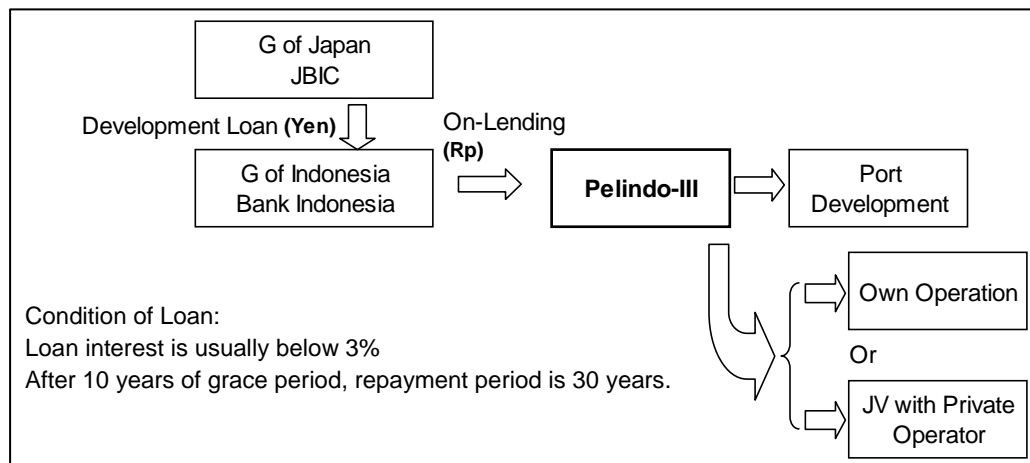 G of Japan
JBIC
Development Loan (Yen)
On-Lending
(Rp)
G of Indonesia
Bank Indonesia
Pelindo-III
Port
Development
Own Operation
Or
JV with Private
Operator
Condition of Loan:
Loan interest is usually below 3%
After 10 years of grace period, repayment period is 30 years.